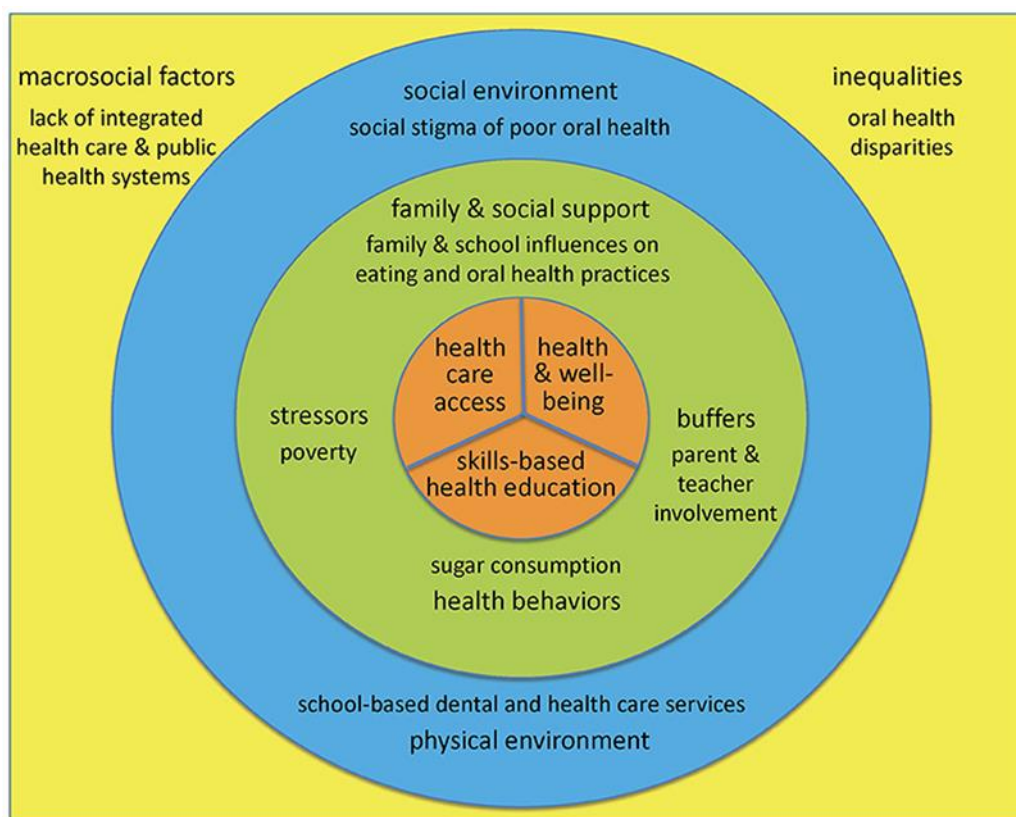 macrosocial factors
lack of integrated
health care & public
health systems
inequalities
oral health
disparities
social environment
social stigma of poor oral health
family & social support
family & school influences on
eating and oral health practices
health
care
access
health
& well-
being
skills-based
health education
stressors
poverty
buffers
parent &
teacher
involvement
sugar consumption
health behaviors
school-based dental and health care services
physical environment